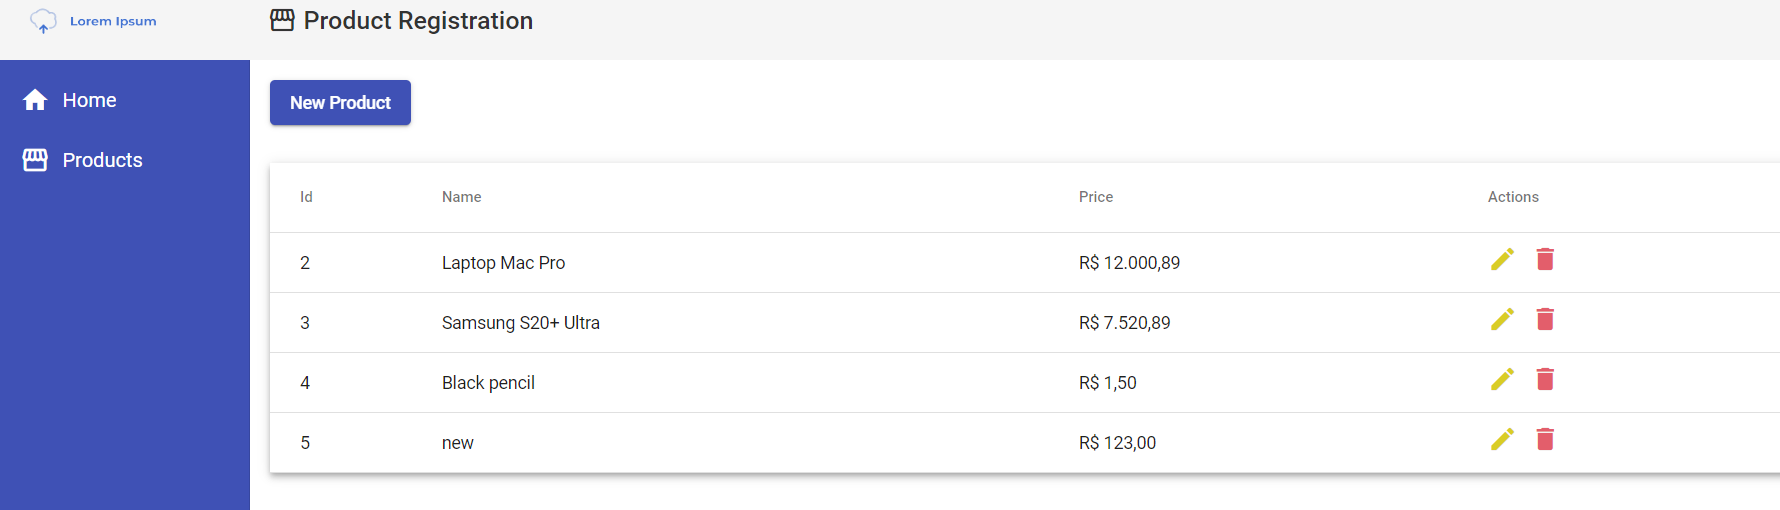 Lorem Ipsum
Product Registration
Home
Products
New Product
Id Name Price Actions
2 Laptop Mac Pro R$ 12.000,89
3 Samsung S20+ Ultra R$ 7.520,89
4 Black pencil R$ 1,50
5 new R$ 123,00